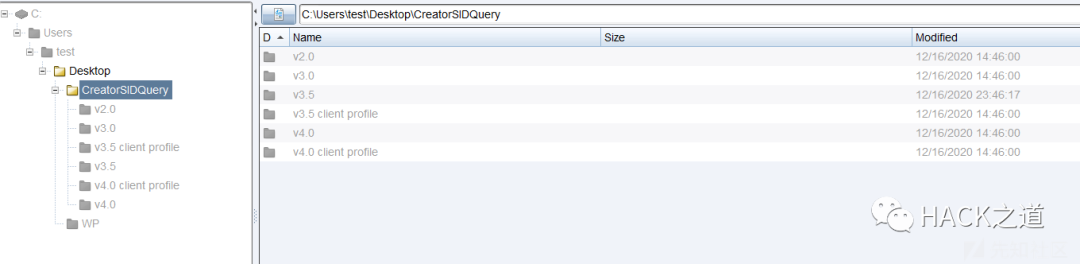 C:
Users
test
Desktop
CreatorSIDQuery
v2.0
v3.0
v3.5 client profile
v3.5
v4.0 client profile
v4.0
WP
C:\Users\test\Desktop\CreatorSIDQuery
D Name Size Modified
v2.0 12/16/2020 14:46:00
v3.0 12/16/2020 14:46:00
v3.5 12/16/2020 23:46:17
v3.5 client profile 12/16/2020 14:46:00
v4.0 12/16/2020 14:46:00
v4.0 client profile 12/16/2020 14:46:00
HACK之道